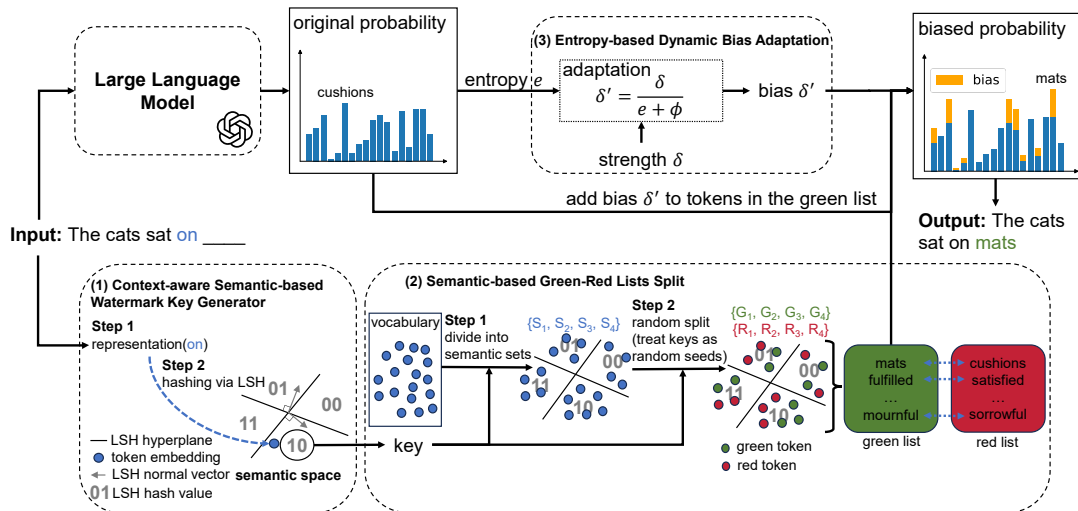 original probability
cushions
Large Language
Model
entropy e
(3) Entropy-based Dynamic Bias Adaptation
adaptation
δ′ = δ / (e + ϕ)
bias δ′
strength δ
biased probability
bias
mats
add bias δ′ to tokens in the green list
Output: The cats
sat on mats
Input: The cats sat on ____
(1) Context-aware Semantic-based
Watermark Key Generator
Step 1
representation(on)
Step 2
hashing via LSH
01
00
11
10
LSH hyperplane
token embedding
LSH normal vector
01 LSH hash value
semantic space
(2) Semantic-based Green-Red Lists Split
vocabulary
key
Step 1
divide into
semantic sets
{S₁, S₂, S₃, S₄}
01
00
11
10
Step 2
random split
(treat keys as
random seeds)
{G₁, G₂, G₃, G₄}
{R₁, R₂, R₃, R₄}
01
00
11
10
green token
red token
mats
fulfilled
...
mournful
green list
cushions
satisfied
...
sorrowful
red list